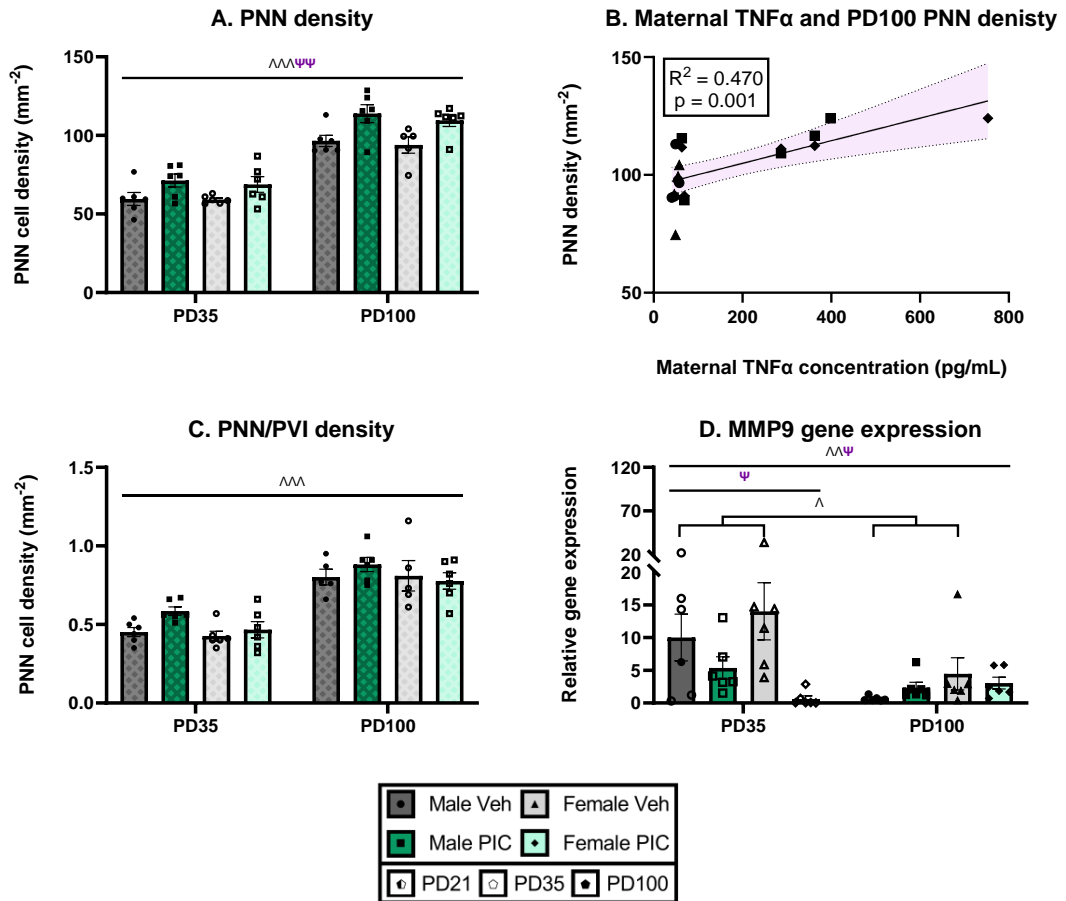 A. PNN density
ΛΛΛΨΨ
PNN cell density (mm⁻²)
150
100
50
0
PD35 PD100
B. Maternal TNFα and PD100 PNN denisty
R² = 0.470
p = 0.001
PNN density (mm⁻²)
150
100
50
0 200 400 600 800
Maternal TNFα concentration (pg/mL)
C. PNN/PVI density
ΛΛΛ
PNN cell density (mm⁻²)
1.5
1.0
0.5
0.0
PD35 PD100
D. MMP9 gene expression
ΛΛΨ
Ψ
Λ
Relative gene expression
120
70
20
20
15
10
5
0
PD35 PD100
Male Veh Female Veh
Male PIC Female PIC
PD21 PD35 PD100